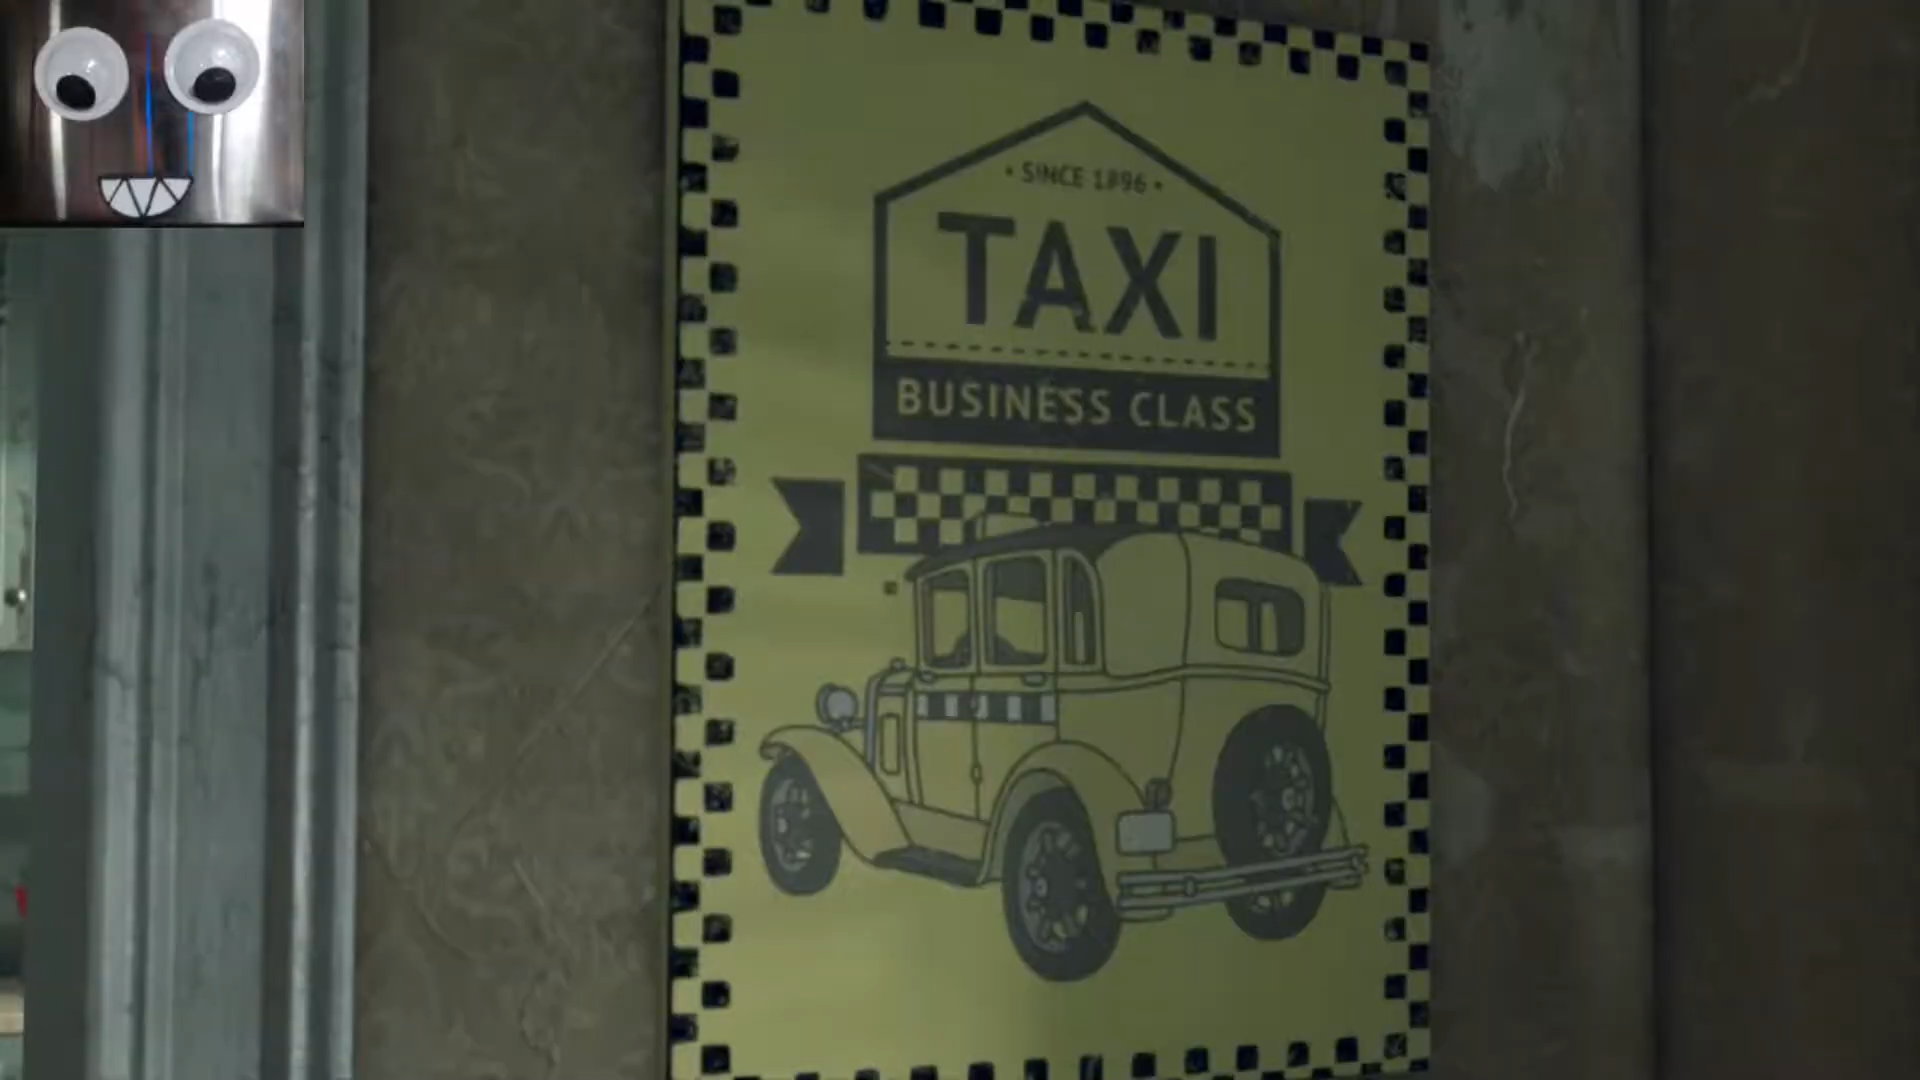 • SINCE 1896 •
TAXI
BUSINESS CLASS